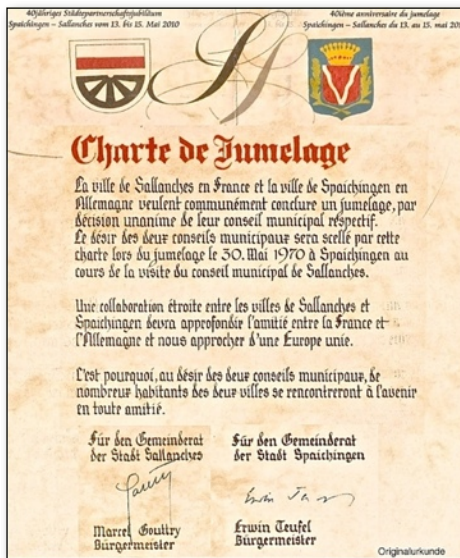 40jähriges Städtepartnerschaftsjubiläum
Spaichingen – Sallanches vom 13. bis 15. Mai 2010
40ième anniversaire du jumelage
Spaichingen – Sallanches du 13. au 15. mai 2010
Charte de Jumelage
La ville de Sallanches en France et la ville de Spaichingen en
Allemagne veulent communément conclure un jumelage, par
décision unanime de leur conseil municipal respectif.
Le désir des deux conseils municipaux sera scellé par cette
charte lors du jumelage le 30. Mai 1970 à Spaichingen au
cours de la visite du conseil municipal de Sallanches.
Une collaboration étroite entre les villes de Sallanches et
Spaichingen devra approfondir l'amitié entre la France et
l'Allemagne et nous approcher d'une Europe unie.
C'est pourquoi, au désir des deux conseils municipaux, de
nombreux habitants des deux villes se rencontreront à l'avenir
en toute amitié.
Für den Gemeinderat
der Stadt Sallanches
Für den Gemeinderat
der Stadt Spaichingen
Erwin
Marcel Gouttry
Bürgermeister
Erwin Teufel
Bürgermeister
Originalurkunde